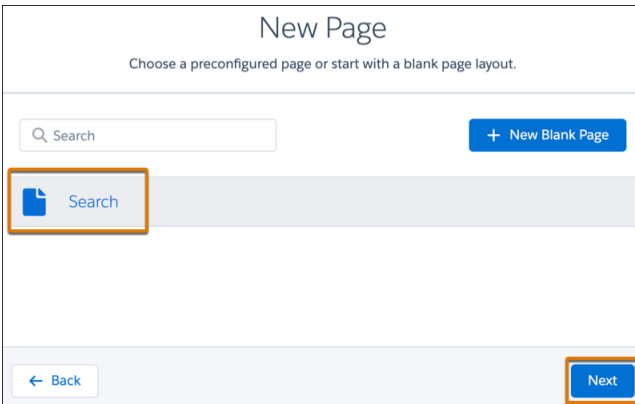 New Page
Choose a preconfigured page or start with a blank page layout.
Search
+ New Blank Page
Search
← Back
Next